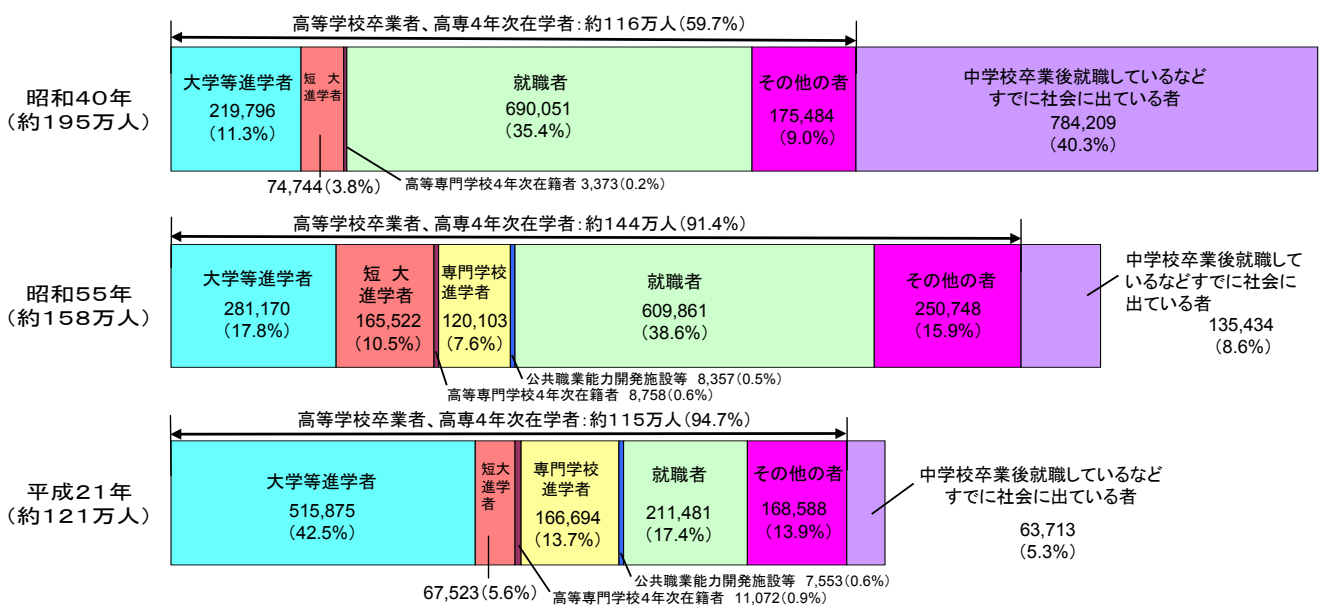 高等学校卒業者、高専4年次在学者:約116万人(59.7%)
昭和40年
(約195万人)
大学等進学者
219,796
(11.3%)
短 大
進学者
74,744(3.8%)
高等専門学校4年次在籍者 3,373(0.2%)
就職者
690,051
(35.4%)
その他の者
175,484
(9.0%)
中学校卒業後就職しているなど
すでに社会に出ている者
784,209
(40.3%)
高等学校卒業者、高専4年次在学者:約144万人(91.4%)
昭和55年
(約158万人)
大学等進学者
281,170
(17.8%)
短 大
進学者
165,522
(10.5%)
専門学校
進学者
120,103
(7.6%)
就職者
609,861
(38.6%)
その他の者
250,748
(15.9%)
中学校卒業後就職して
いるなどすでに社会に
出ている者
135,434
(8.6%)
公共職業能力開発施設等 8,357(0.5%)
高等専門学校4年次在籍者 8,758(0.6%)
高等学校卒業者、高専4年次在学者:約115万人(94.7%)
平成21年
(約121万人)
大学等進学者
515,875
(42.5%)
短大
進学
者
67,523(5.6%)
専門学校
進学者
166,694
(13.7%)
就職者
211,481
(17.4%)
その他の者
168,588
(13.9%)
中学校卒業後就職しているなど
すでに社会に出ている者
63,713
(5.3%)
公共職業能力開発施設等 7,553(0.6%)
高等専門学校4年次在籍者 11,072(0.9%)